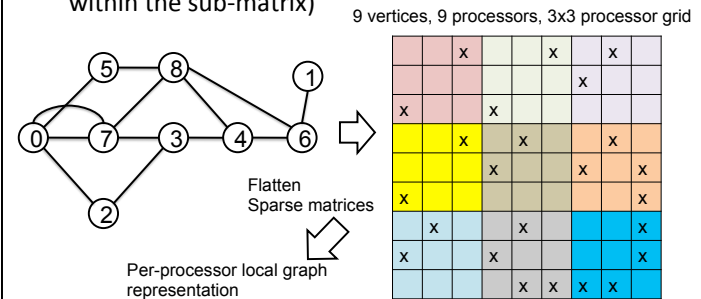 within the sub-matrix)
9 vertices, 9 processors, 3x3 processor grid
x x x
5 8 1
x
x x
0 7 3 4 6
x x x
x x x
Flatten
Sparse matrices
x x
2
x x x
x x x
Per-processor local graph
representation
x x x x